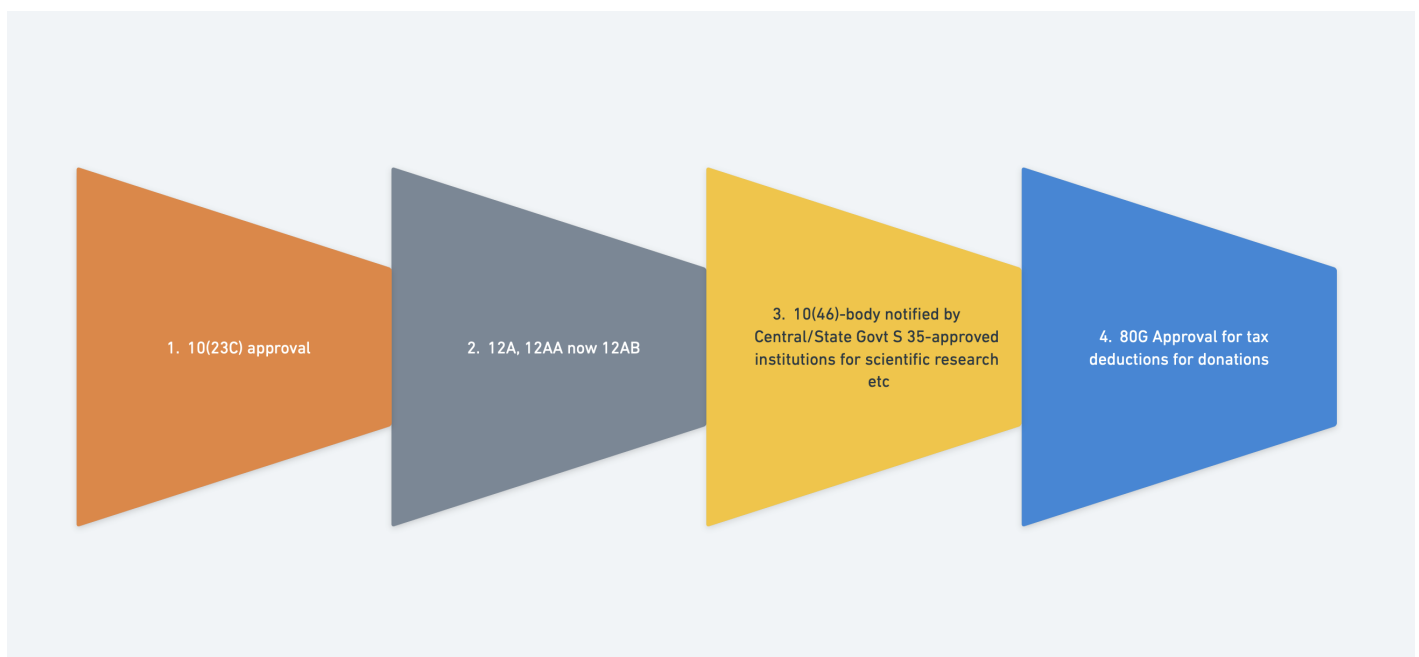 1. 10(23C) approval
2. 12A, 12AA now 12AB
3. 10(46)-body notified by
Central/State Govt S 35-approved
institutions for scientific research
etc
4. 80G Approval for tax
deductions for donations